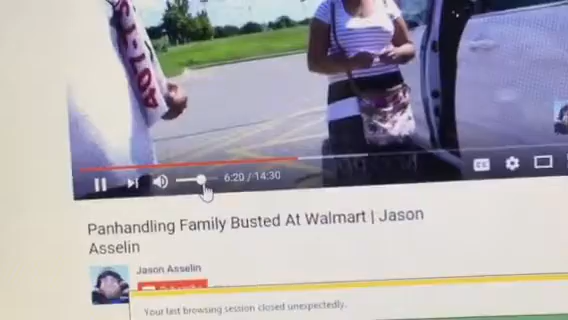 6:20 / 14:30
CC
Panhandling Family Busted At Walmart | Jason
Asselin
Jason Asselin
Your last browsing session closed unexpectedly.